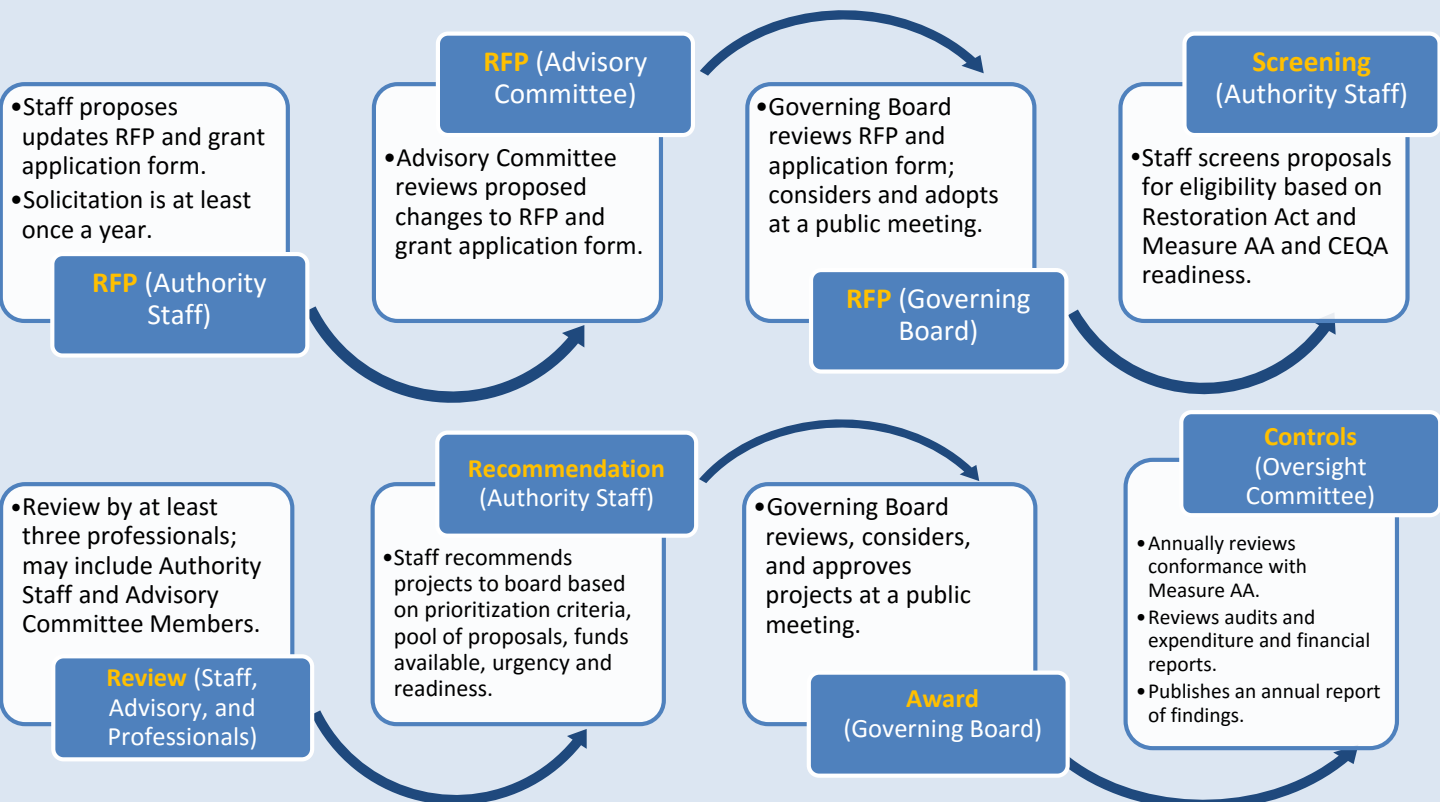 •Staff proposes
updates RFP and grant
application form.
•Solicitation is at least
once a year.
RFP (Authority
Staff)
RFP (Advisory
Committee)
•Advisory Committee
reviews proposed
changes to RFP and
grant application form.
•Governing Board
reviews RFP and
application form;
considers and adopts
at a public meeting.
RFP (Governing
Board)
Screening
(Authority Staff)
•Staff screens proposals
for eligibility based on
Restoration Act and
Measure AA and CEQA
readiness.
•Review by at least
three professionals;
may include Authority
Staff and Advisory
Committee Members.
Review (Staff,
Advisory, and
Professionals)
Recommendation
(Authority Staff)
•Staff recommends
projects to board based
on prioritization criteria,
pool of proposals, funds
available, urgency and
readiness.
•Governing Board
reviews, considers,
and approves
projects at a public
meeting.
Award
(Governing Board)
Controls
(Oversight
Committee)
•Annually reviews
conformance with
Measure AA.
•Reviews audits and
expenditure and financial
reports.
•Publishes an annual report
of findings.